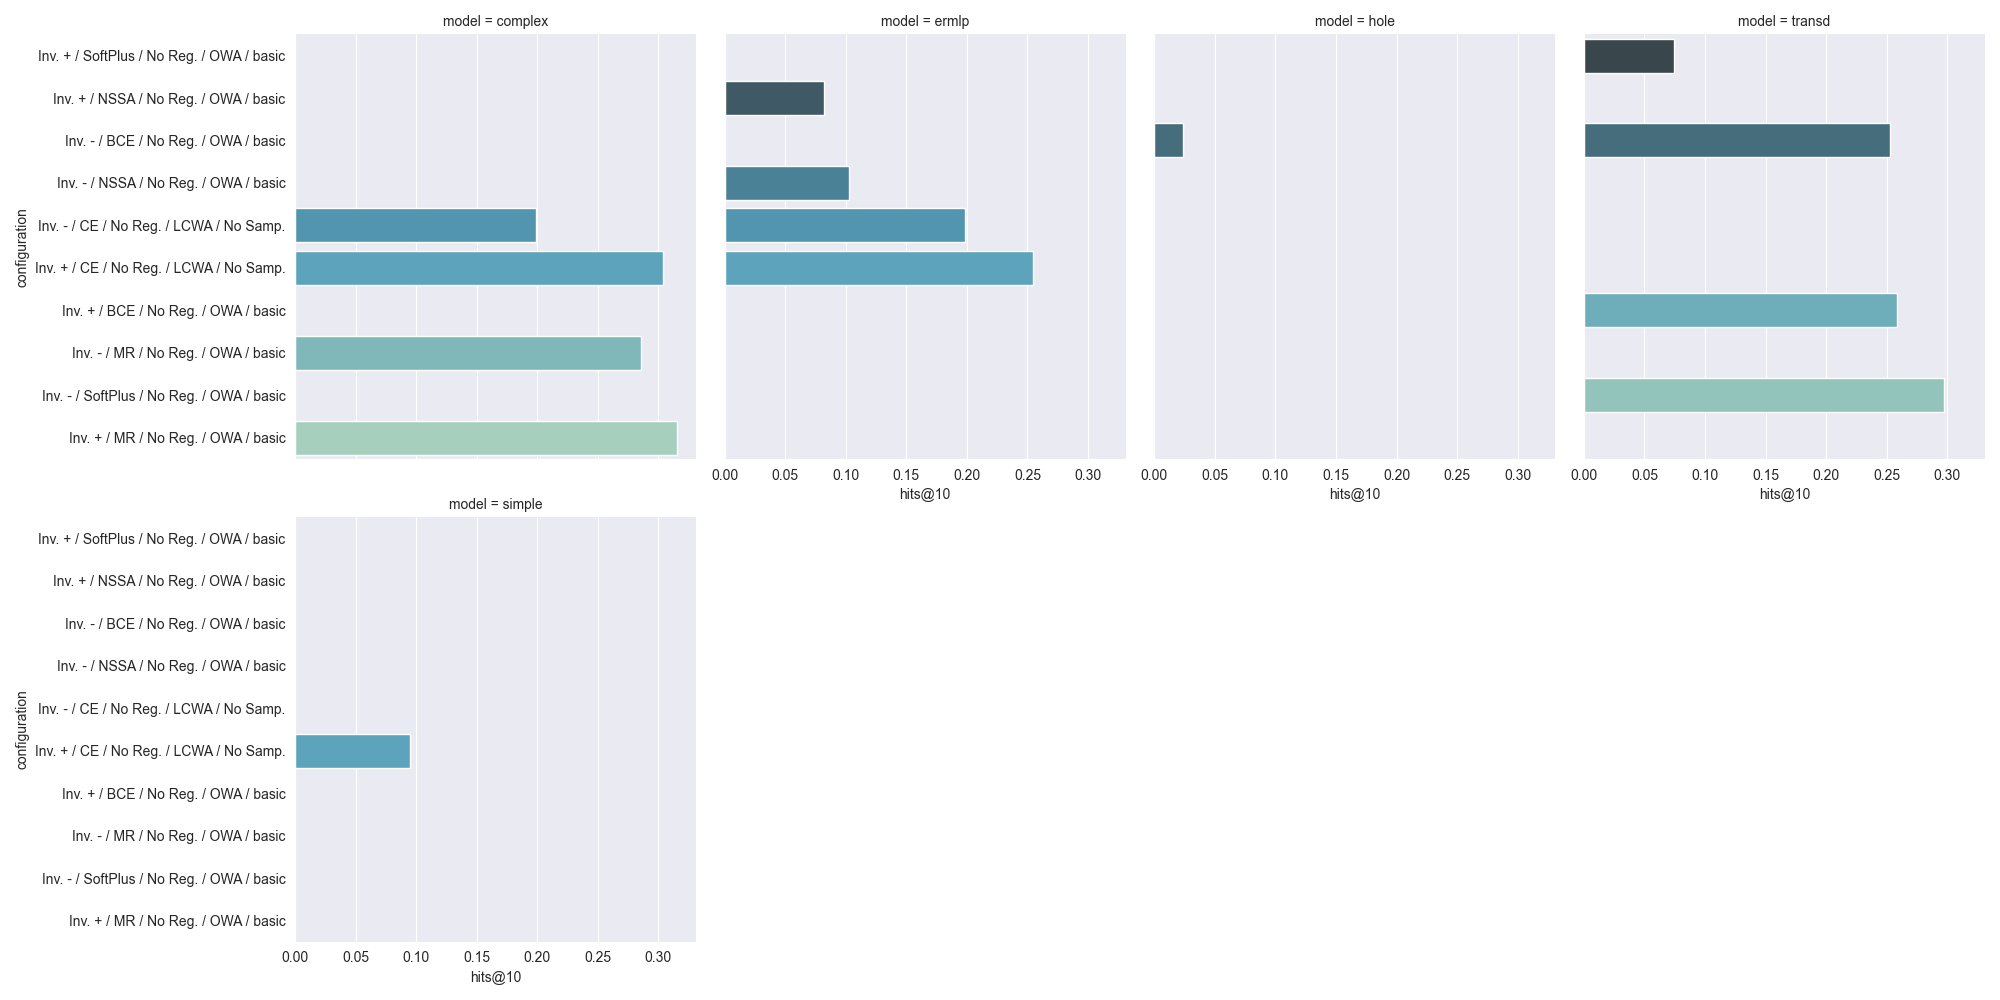 model = complex
model = ermlp
model = hole
model = transd
configuration
Inv. + / SoftPlus / No Reg. / OWA / basic
Inv. + / NSSA / No Reg. / OWA / basic
Inv. - / BCE / No Reg. / OWA / basic
Inv. - / NSSA / No Reg. / OWA / basic
Inv. - / CE / No Reg. / LCWA / No Samp.
Inv. + / CE / No Reg. / LCWA / No Samp.
Inv. + / BCE / No Reg. / OWA / basic
Inv. - / MR / No Reg. / OWA / basic
Inv. - / SoftPlus / No Reg. / OWA / basic
Inv. + / MR / No Reg. / OWA / basic
0.00 0.05 0.10 0.15 0.20 0.25 0.30
hits@10
0.00 0.05 0.10 0.15 0.20 0.25 0.30
hits@10
0.00 0.05 0.10 0.15 0.20 0.25 0.30
hits@10
model = simple
configuration
Inv. + / SoftPlus / No Reg. / OWA / basic
Inv. + / NSSA / No Reg. / OWA / basic
Inv. - / BCE / No Reg. / OWA / basic
Inv. - / NSSA / No Reg. / OWA / basic
Inv. - / CE / No Reg. / LCWA / No Samp.
Inv. + / CE / No Reg. / LCWA / No Samp.
Inv. + / BCE / No Reg. / OWA / basic
Inv. - / MR / No Reg. / OWA / basic
Inv. - / SoftPlus / No Reg. / OWA / basic
Inv. + / MR / No Reg. / OWA / basic
0.00 0.05 0.10 0.15 0.20 0.25 0.30
hits@10